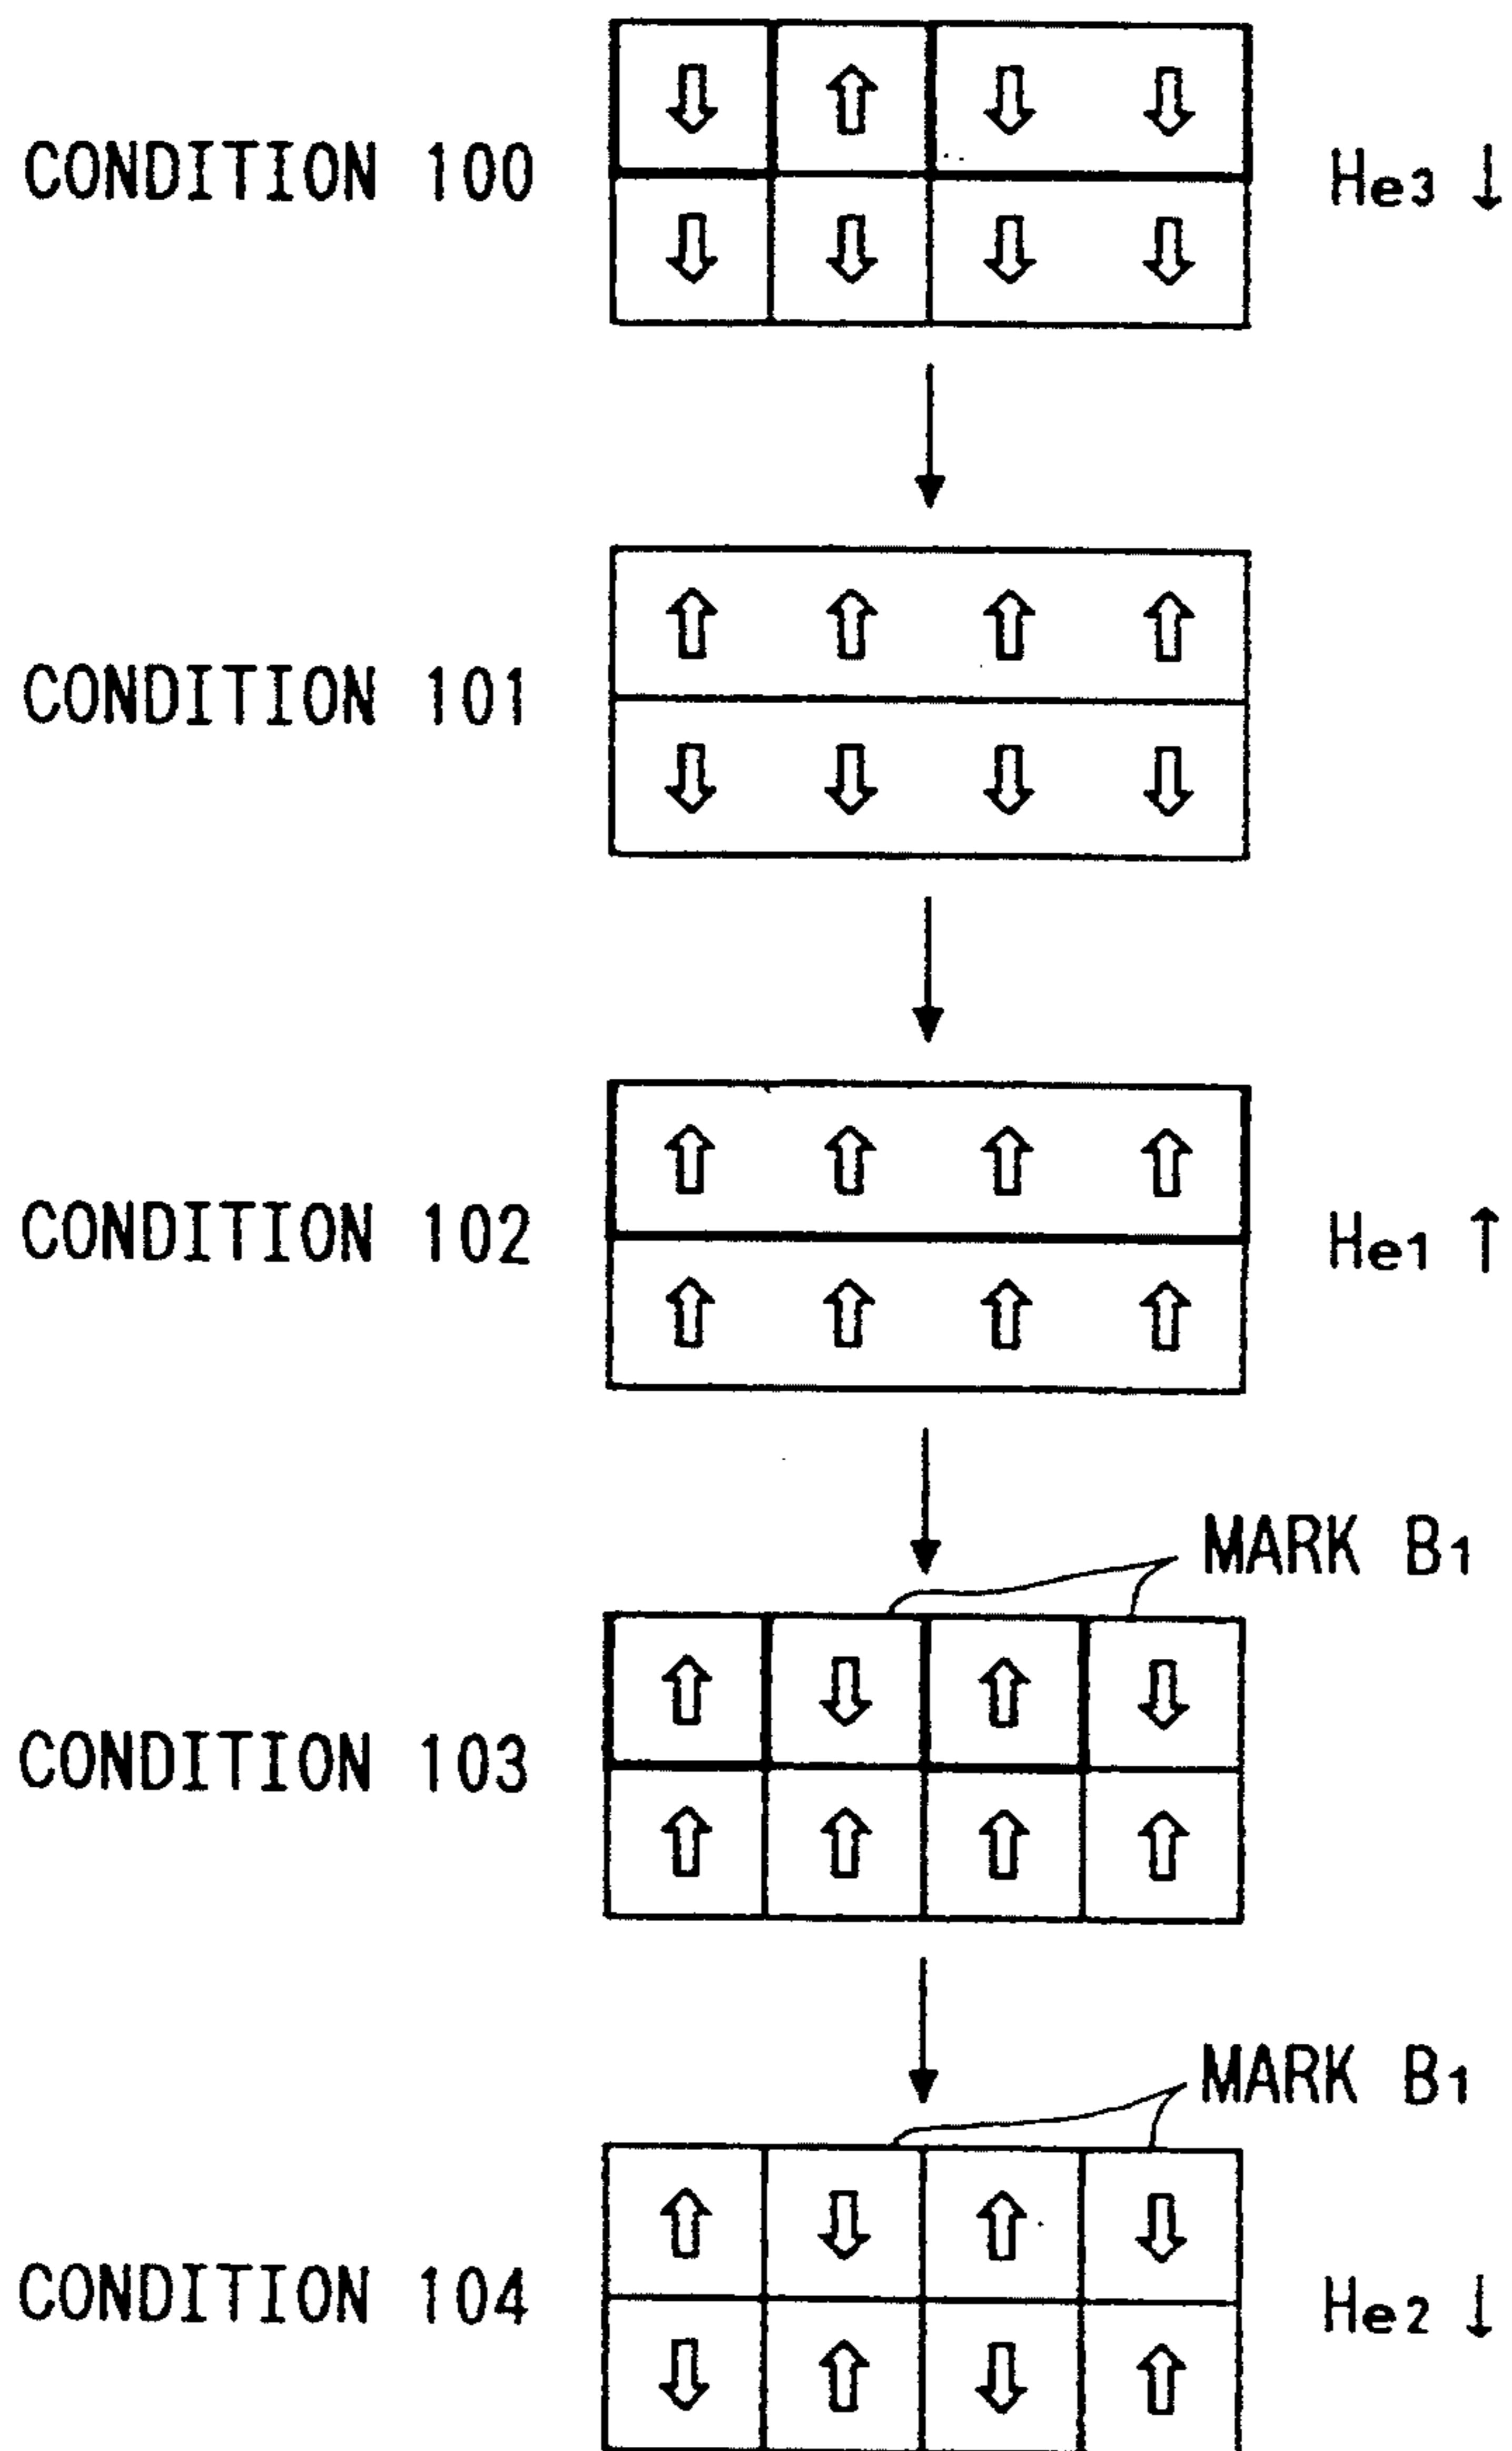 CONDITION 100
He3 ↓
CONDITION 101
CONDITION 102
He1 ↑
MARK B1
CONDITION 103
MARK B1
CONDITION 104
He2 ↓